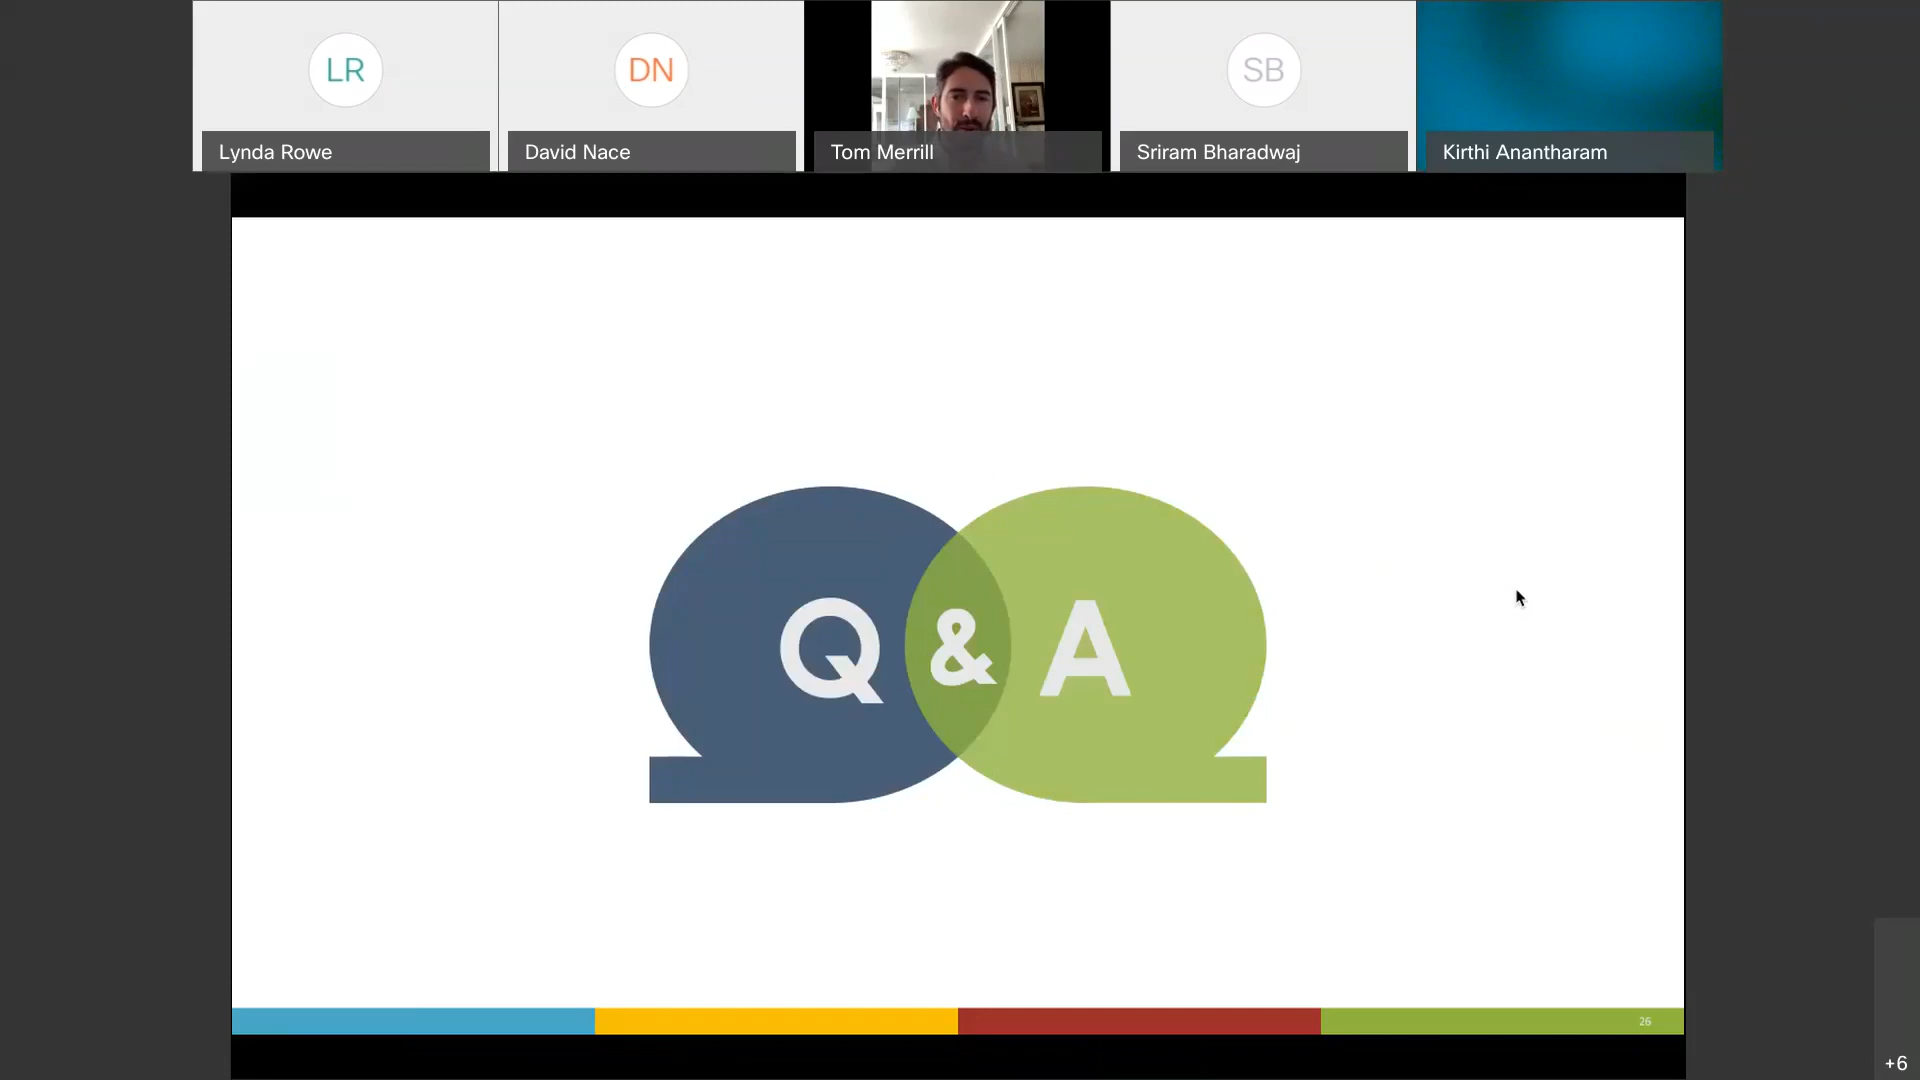 LR
DN
SB
Lynda Rowe
David Nace
Tom Merrill
Sriram Bharadwaj
Kirthi Anantharam
Q & A
26
+6